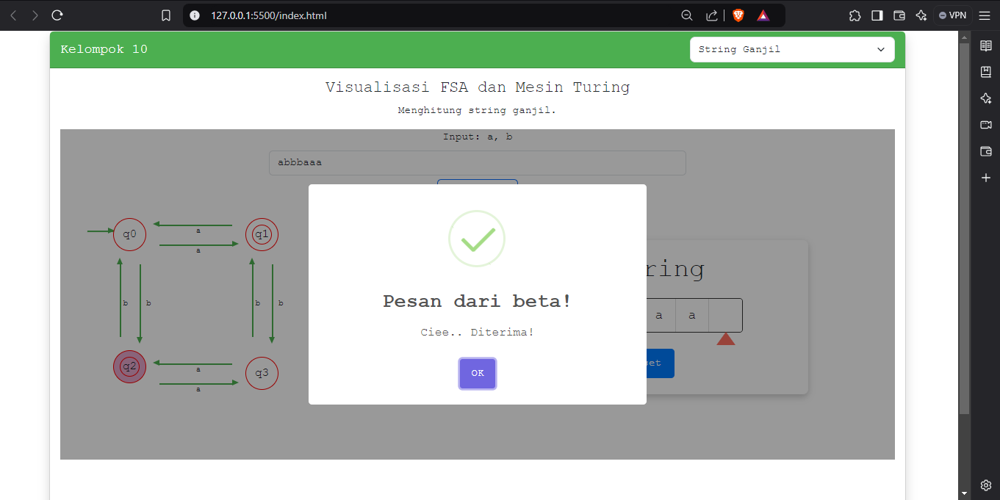 127.0.0.1:5500/index.html
VPN
Kelompok 10
String Ganjil
Visualisasi FSA dan Mesin Turing
Menghitung string ganjil.
Input: a, b
abbbaaa
q0
a
a
q1
b
b
b
b
q2
a
a
q3
Pesan dari beta!
Ciee.. Diterima!
OK
ring
a
a
et